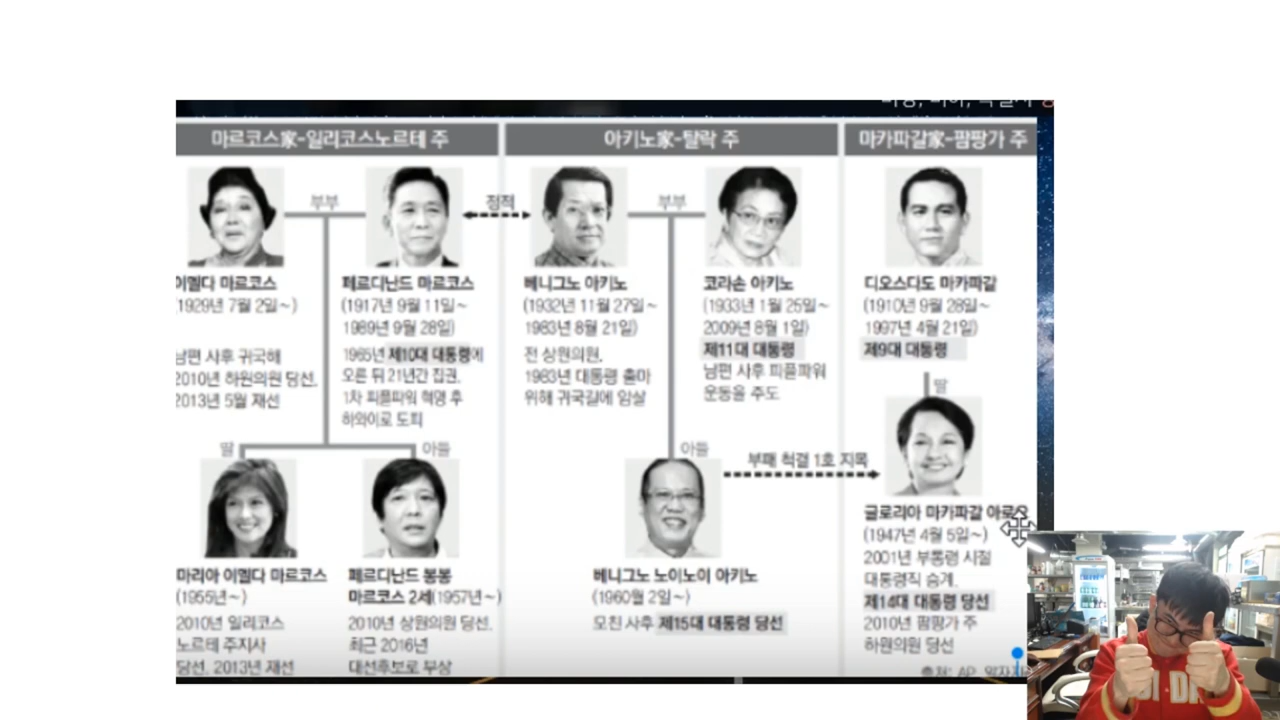 마르코스家-일리코스노르테 주
아키노家-탈락 주
마카파갈家-팜팡가 주
부부
정적
부부
이멜다 마르코스
(1929년 7월 2일~)
남편 사후 귀국해
2010년 하원의원 당선.
2013년 5월 재선
페르디난드 마르코스
(1917년 9월 11일~
1989년 9월 28일)
1965년 제10대 대통령에
오른 뒤 21년간 집권.
1차 피플파워 혁명 후
하와이로 도피
베니그노 아키노
(1932년 11월 27일~
1983년 8월 21일)
전 상원의원.
1983년 대통령 출마
위해 귀국길에 암살
코라손 아키노
(1933년 1월 25일~
2009년 8월 1일)
제11대 대통령
남편 사후 피플파워
운동을 주도
디오스다도 마카파갈
(1910년 9월 28일~
1997년 4월 21일)
제9대 대통령
딸
딸
아들
아들
부패 척결 1호 지목
마리아 이멜다 마르코스
(1955년~)
2010년 일리코스
노르테 주지사
당선. 2013년 재선
페르디난드 봉봉
마르코스 2세(1957년~)
2010년 상원의원 당선.
최근 2016년
대선후보로 부상
베니그노 노이노이 아키노
(1960년 2월~)
모친 사후 제15대 대통령 당선
글로리아 마카파갈 아로요
(1947년 4월 5일~)
2001년 부통령 시절
대통령직 승계.
제14대 대통령 당선
2010년 팜팡가 주
하원의원 당선
출처: AP,